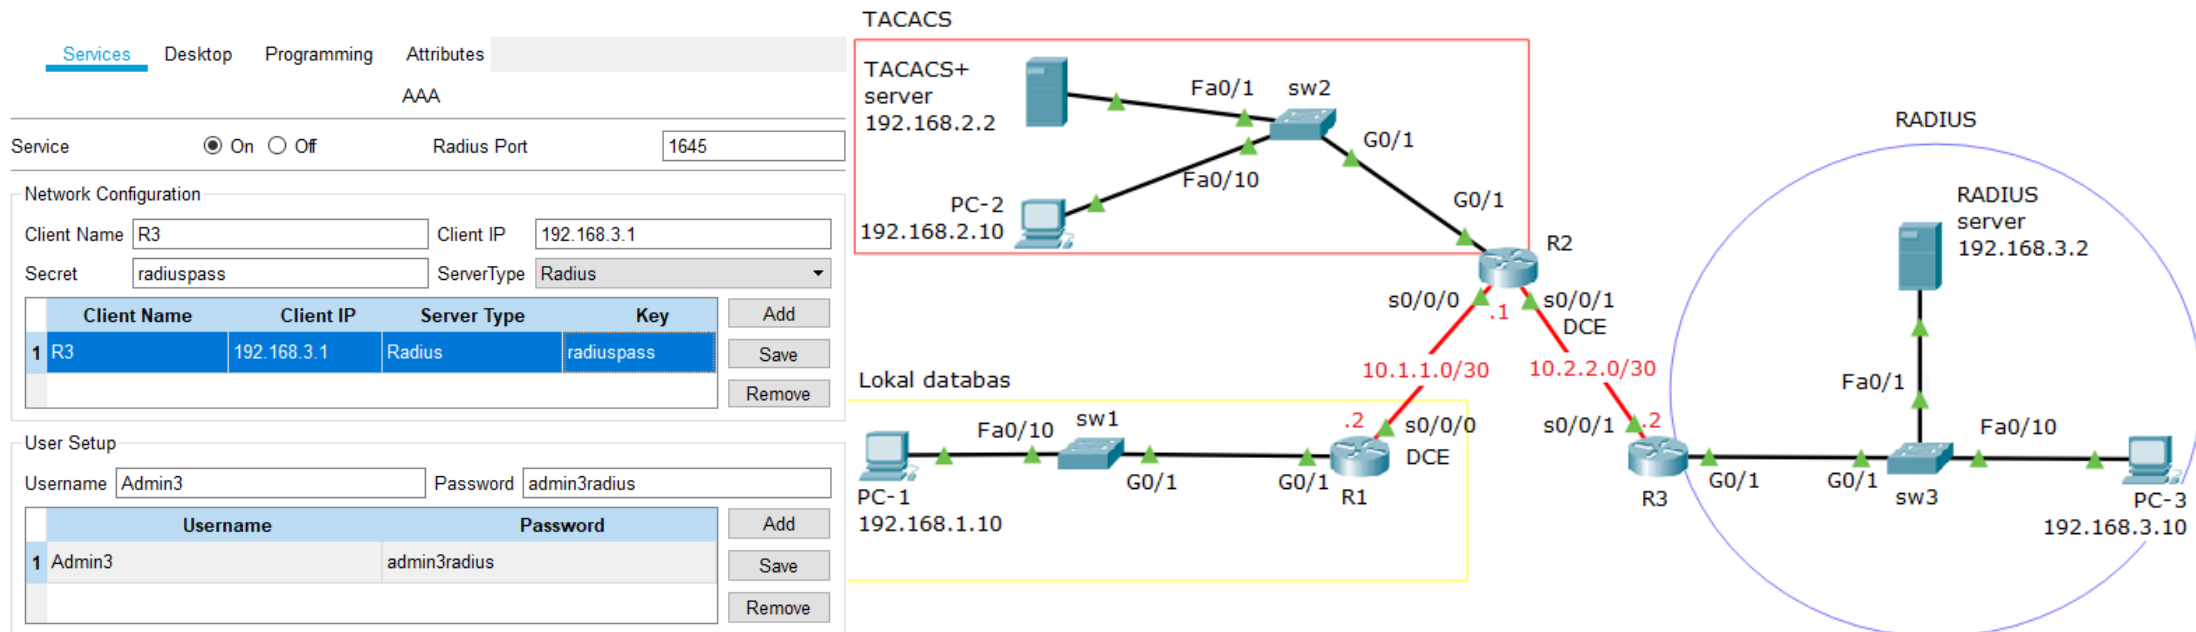 Services Desktop Programming Attributes
AAA
Service On Off Radius Port 1645
Network Configuration
Client Name R3 Client IP 192.168.3.1
Secret radiuspass ServerType Radius
Client Name Client IP Server Type Key
1 R3 192.168.3.1 Radius radiuspass
Add
Save
Remove
User Setup
Username Admin3 Password admin3radius
Username Password
1 Admin3 admin3radius
Add
Save
Remove
TACACS
TACACS+
server
192.168.2.2
Fa0/1
sw2
G0/1
Fa0/10
PC-2
192.168.2.10
G0/1
R2
s0/0/0
.1
s0/0/1
DCE
10.1.1.0/30
10.2.2.0/30
Lokal databas
Fa0/10
sw1
G0/1
PC-1
192.168.1.10
G0/1
R1
.2
s0/0/0
DCE
RADIUS
RADIUS
server
192.168.3.2
Fa0/1
Fa0/10
s0/0/1
.2
R3
G0/1
G0/1
sw3
PC-3
192.168.3.10